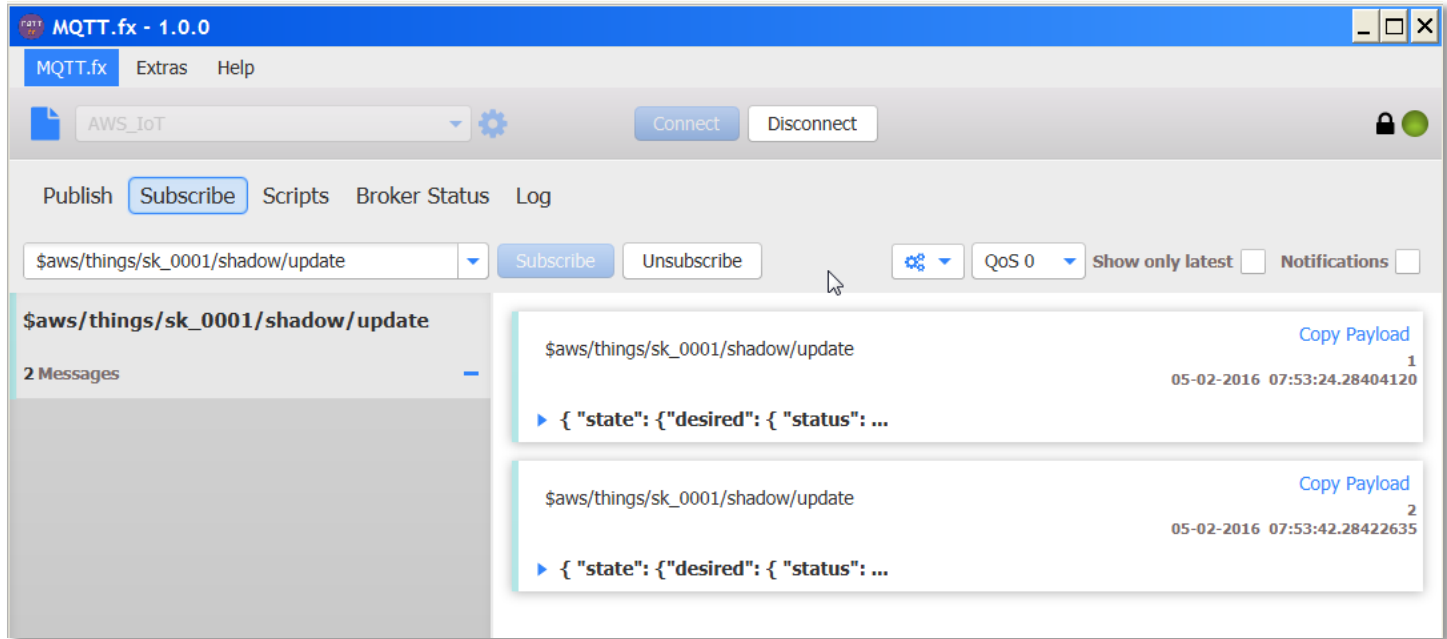 MQTT.fx - 1.0.0
MQTT.fx Extras Help
AWS_IoT Connect Disconnect
Publish Subscribe Scripts Broker Status Log
$aws/things/sk_0001/shadow/update Subscribe Unsubscribe QoS 0 Show only latest Notifications
$aws/things/sk_0001/shadow/update
2 Messages
$aws/things/sk_0001/shadow/update
Copy Payload
1
05-02-2016 07:53:24.28404120
{ "state": {"desired": { "status": ...
$aws/things/sk_0001/shadow/update
Copy Payload
2
05-02-2016 07:53:42.28422635
{ "state": {"desired": { "status": ...